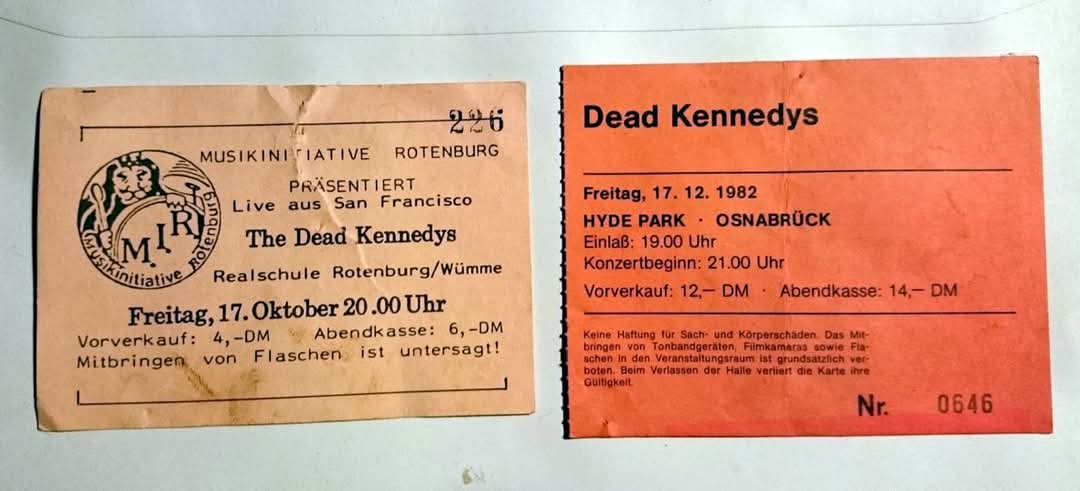 226
MUSIKINITIATIVE ROTENBURG
PRÄSENTIERT
Live aus San Francisco
The Dead Kennedys
Realschule Rotenburg/Wümme
Freitag, 17. Oktober 20.00 Uhr
Vorverkauf: 4,-DM Abendkasse: 6,-DM
Mitbringen von Flaschen ist untersagt!
M.I.R.
Musikinitiative Rotenburg
Dead Kennedys
Freitag, 17. 12. 1982
HYDE PARK · OSNABRÜCK
Einlaß: 19.00 Uhr
Konzertbeginn: 21.00 Uhr
Vorverkauf: 12,— DM · Abendkasse: 14,— DM
Keine Haftung für Sach- und Körperschäden. Das Mit-
bringen von Tonbandgeräten, Filmkameras sowie Fla-
schen in den Veranstaltungsraum ist grundsätzlich ver-
boten. Beim Verlassen der Halle verliert die Karte ihre
Gültigkeit.
Nr. 0646